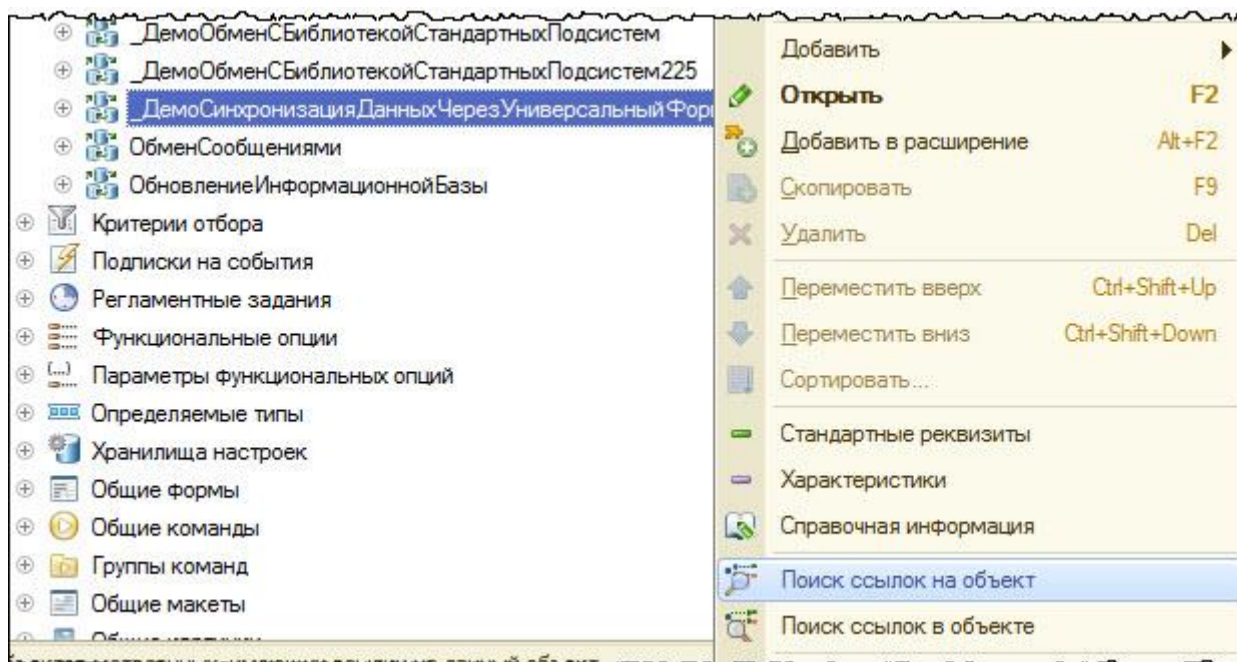 _ДемоОбменСБиблиотекойСтандартныхПодсистем
_ДемоОбменСБиблиотекойСтандартныхПодсистем225
_ДемоСинхронизацияДанныхЧерезУниверсальныйФор
ОбменСообщениями
ОбновлениеИнформационнойБазы
Критерии отбора
Подписки на события
Регламентные задания
Функциональные опции
Параметры функциональных опций
Определяемые типы
Хранилища настроек
Общие формы
Общие команды
Группы команд
Общие макеты
Добавить
Открыть F2
Добавить в расширение Alt+F2
Скопировать F9
Удалить Del
Переместить вверх Ctrl+Shift+Up
Переместить вниз Ctrl+Shift+Down
Сортировать...
Стандартные реквизиты
Характеристики
Справочная информация
Поиск ссылок на объект
Поиск ссылок в объекте